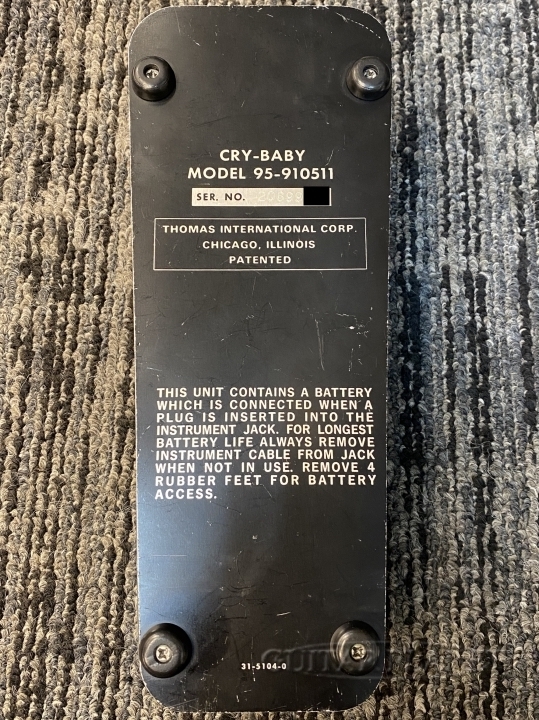 CRY-BABY
MODEL 95-910511
SER. NO.
THOMAS INTERNATIONAL CORP.
CHICAGO, ILLINOIS
PATENTED
THIS UNIT CONTAINS A BATTERY
WHICH IS CONNECTED WHEN A
PLUG IS INSERTED INTO THE
INSTRUMENT JACK. FOR LONGEST
BATTERY LIFE ALWAYS REMOVE
INSTRUMENT CABLE FROM JACK
WHEN NOT IN USE. REMOVE 4
RUBBER FEET FOR BATTERY
ACCESS.
31-5104-0